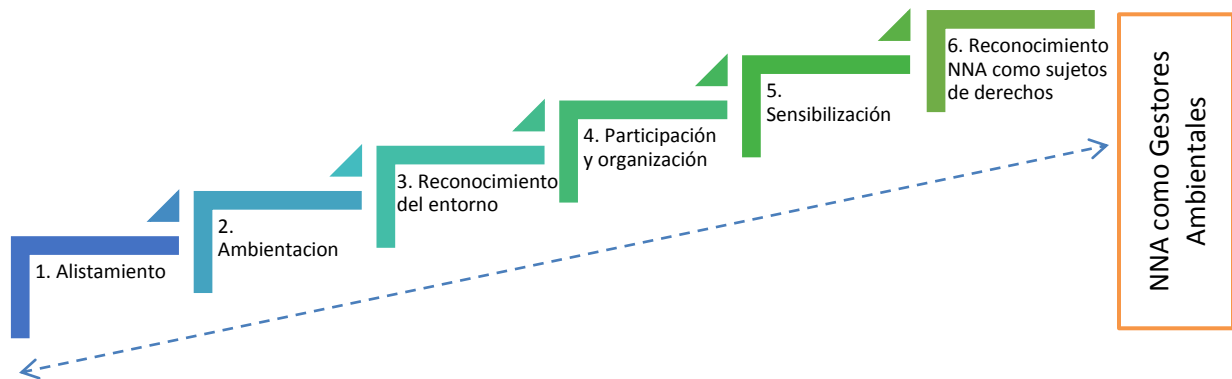 1. Alistamiento
2.
Ambientacion
3. Reconocimiento
del entorno
4. Participación
y organización
5.
Sensibilización
6. Reconocimiento
NNA como sujetos
de derechos
NNA como Gestores
Ambientales